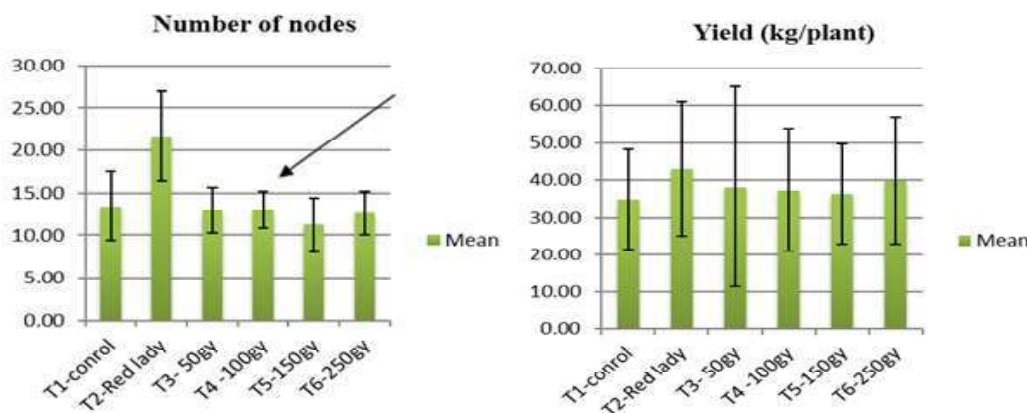 Number of nodes
30.00
25.00
20.00
15.00
10.00
5.00
0.00
T1-conrol
T2-Red lady
T3- 50gy
T4 -100gy
T5-150gy
T6-250gy
Mean
Yield (kg/plant)
70.00
60.00
50.00
40.00
30.00
20.00
10.00
0.00
T1-conrol
T2-Red lady
T3- 50gy
T4 -100gy
T5-150gy
T6-250gy
Mean